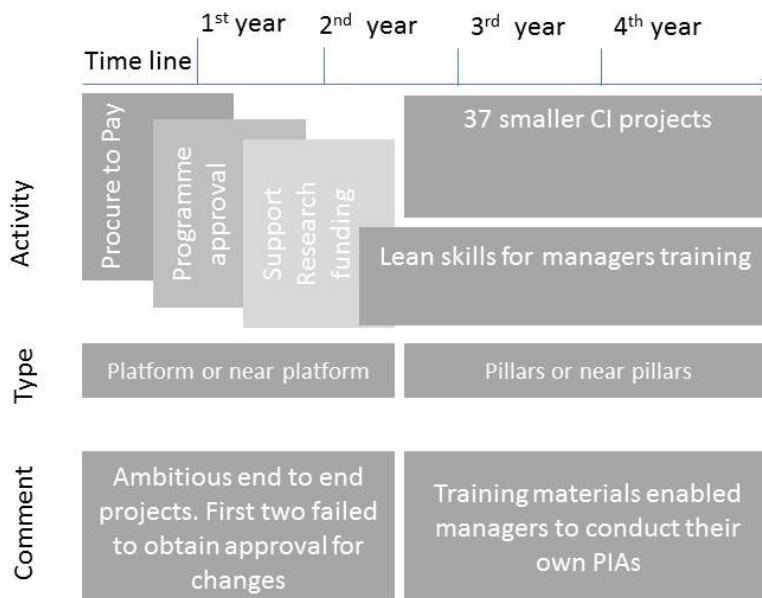 1st year 2nd year 3rd year 4th year
Time line
Activity
Procure to Pay
Programme
approval
Support
Research
funding
37 smaller CI projects
Lean skills for managers training
Type
Platform or near platform
Pillars or near pillars
Comment
Ambitious end to end
projects. First two failed
to obtain approval for
changes
Training materials enabled
managers to conduct their
own PIAs